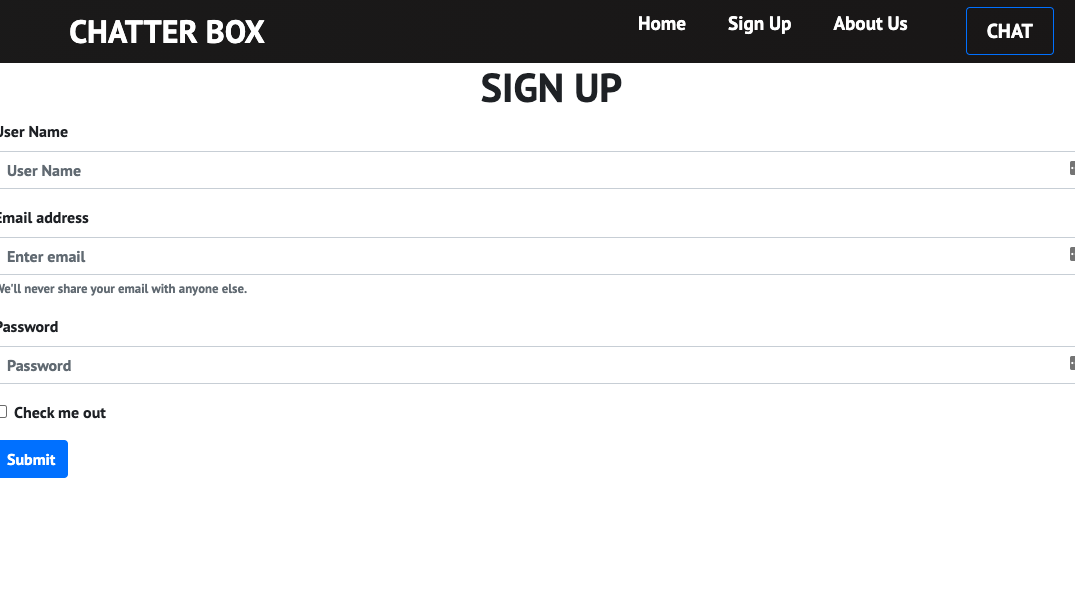 CHATTER BOX Home Sign Up About Us CHAT
SIGN UP
User Name
User Name
Email address
Enter email
We'll never share your email with anyone else.
Password
Password
Check me out
Submit